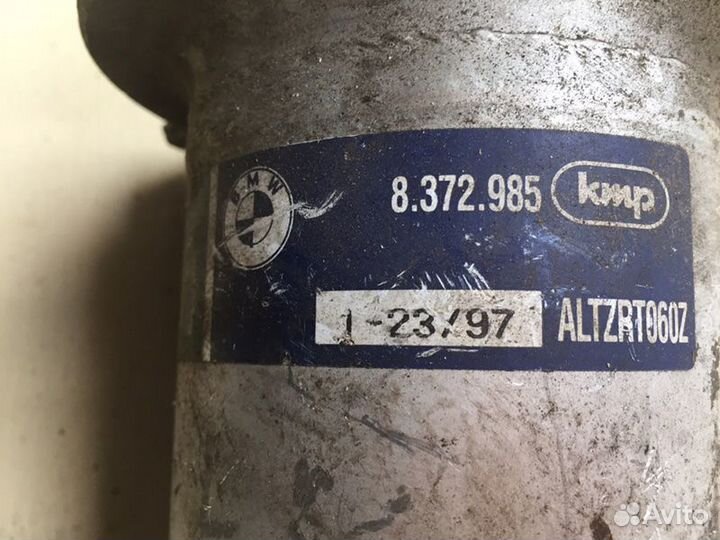 BMW
8.372.985 kmp
1-23/97 ALTZRT060Z
Avito